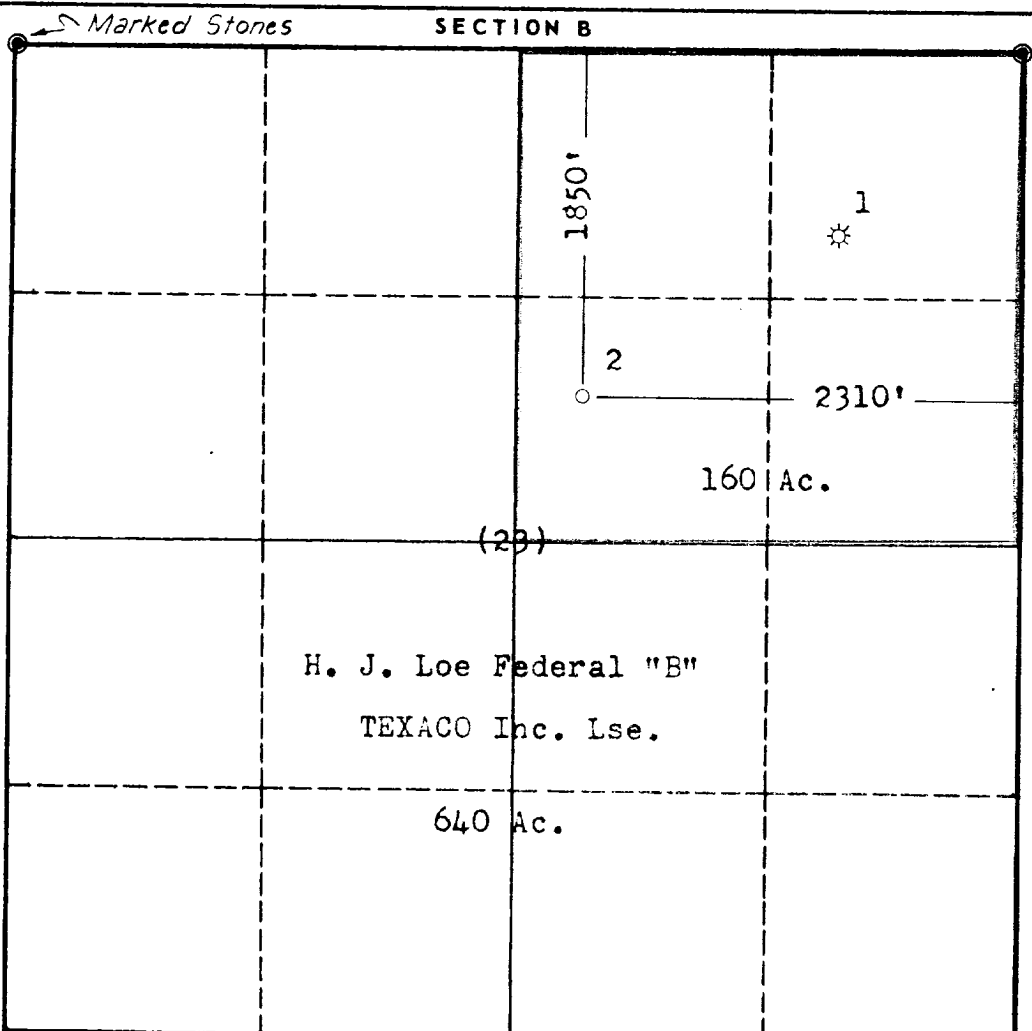 Marked Stones SECTION B
1850'
1
2
2310'
160 Ac.
(23)
H. J. Loe Federal "B"
TEXACO Inc. Lse.
640 Ac.